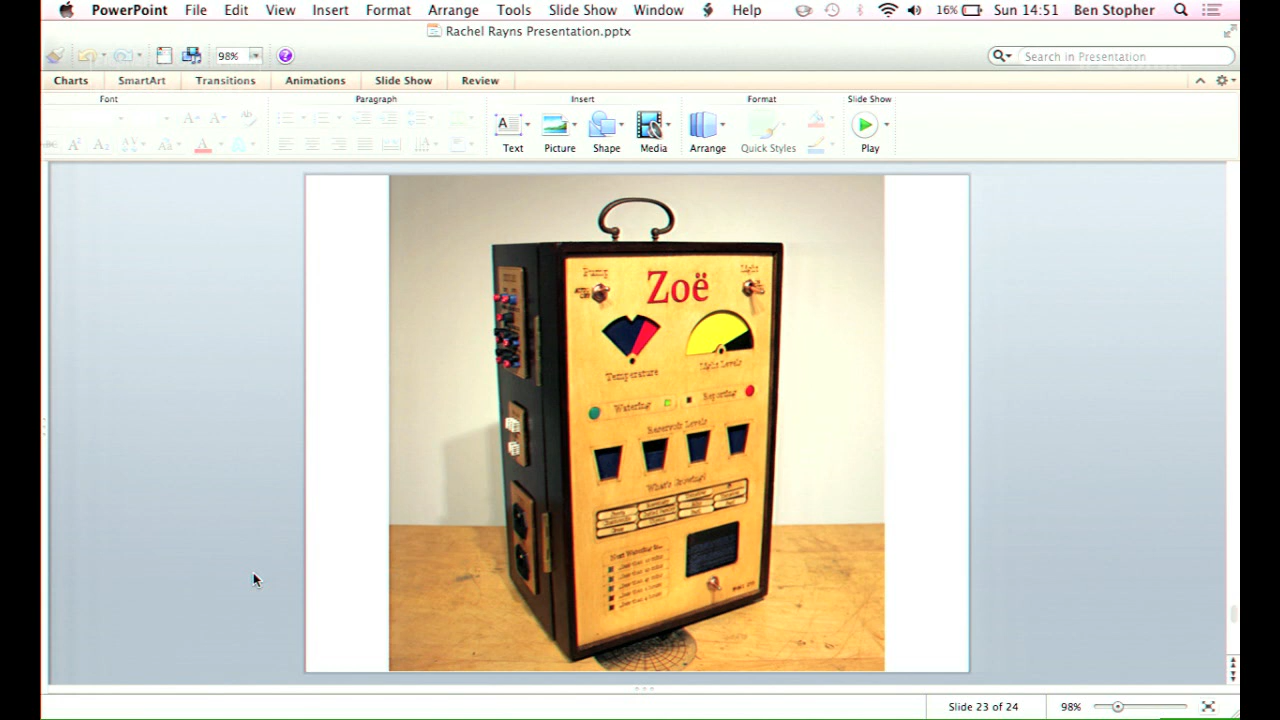 PowerPoint File Edit View Insert Format Arrange Tools Slide Show Window Help 16% Sun 14:51 Ben Stopher
Rachel Rayns Presentation.pptx
98% Search in Presentation
Charts SmartArt Transitions Animations Slide Show Review
Font Paragraph Insert Format Slide Show
Text Picture Shape Media Arrange Quick Styles Play
Pump Zoë Light
Temperature Light Levels
Watering Reporting
Reservoir Levels
What's Growing?
Slide 23 of 24 98%